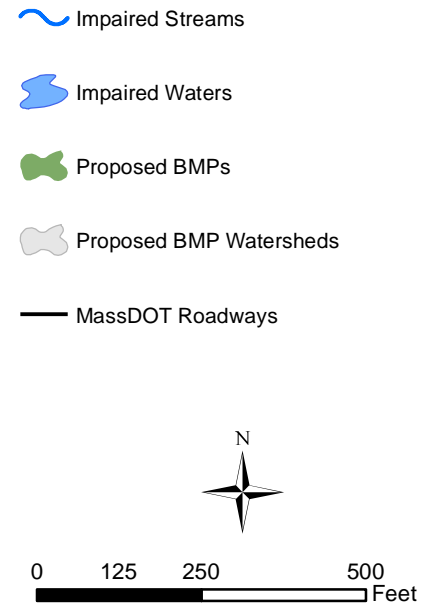 Impaired Streams
Impaired Waters
Proposed BMPs
Proposed BMP Watersheds
MassDOT Roadways
N
0 125 250 500
Feet